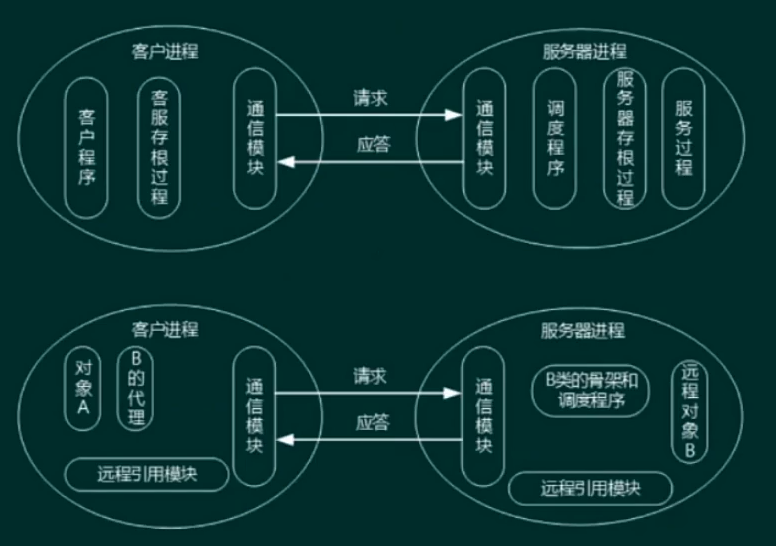 客户进程
客户程序
客服存根过程
通信模块
请求
应答
服务器进程
通信模块
调度程序
服务器存根过程
服务过程
客户进程
对象A
B的代理
通信模块
远程引用模块
请求
应答
服务器进程
通信模块
B类的骨架和
调度程序
远程对象B
远程引用模块